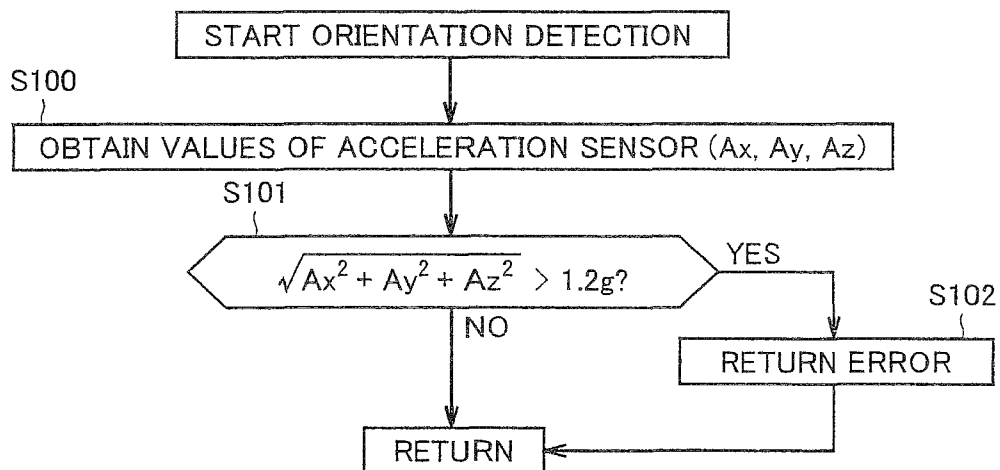 START ORIENTATION DETECTION
S100
OBTAIN VALUES OF ACCELERATION SENSOR (Ax, Ay, Az)
S101
√Ax² + Ay² + Az² > 1.2g?
YES
NO
S102
RETURN ERROR
RETURN